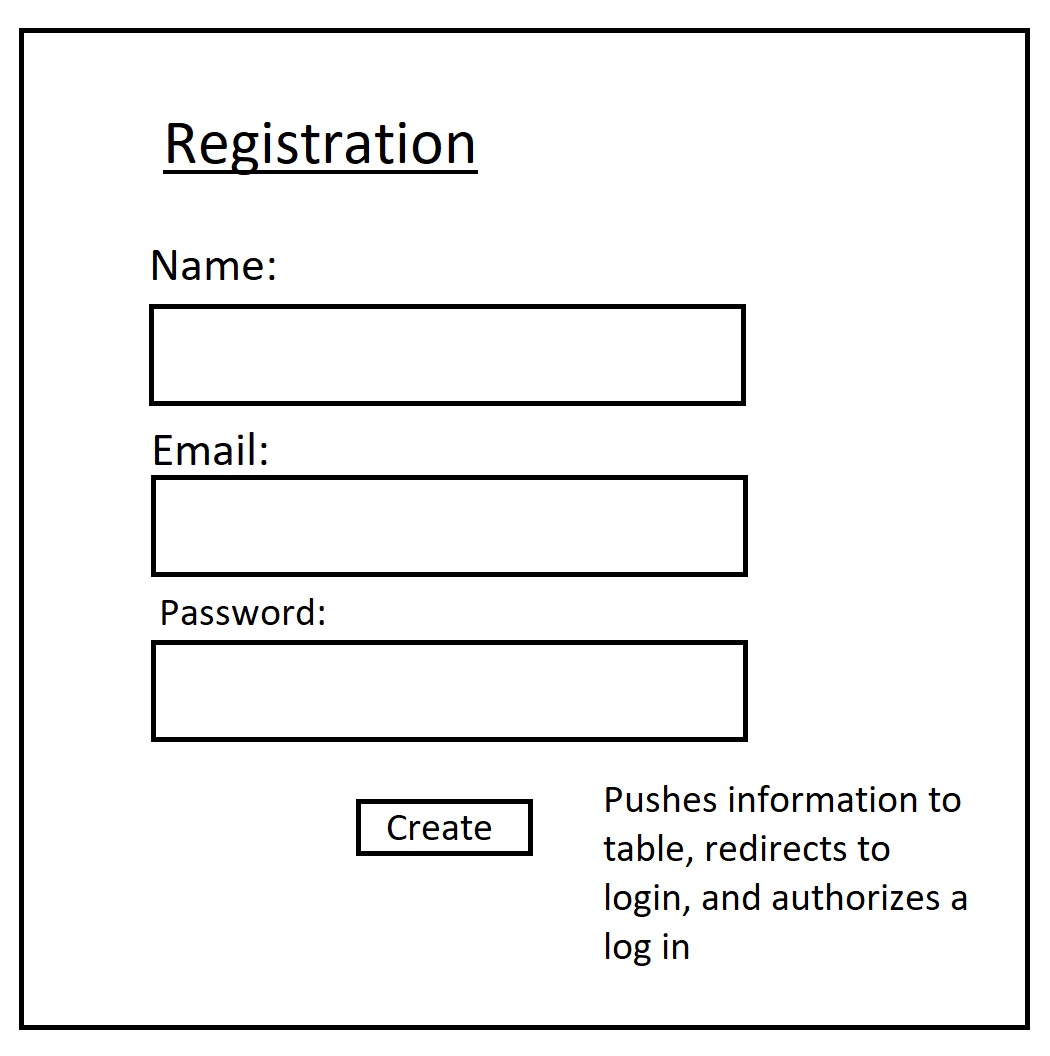 Registration
Name:
Email:
Password:
Create
Pushes information to
table, redirects to
login, and authorizes a
log in